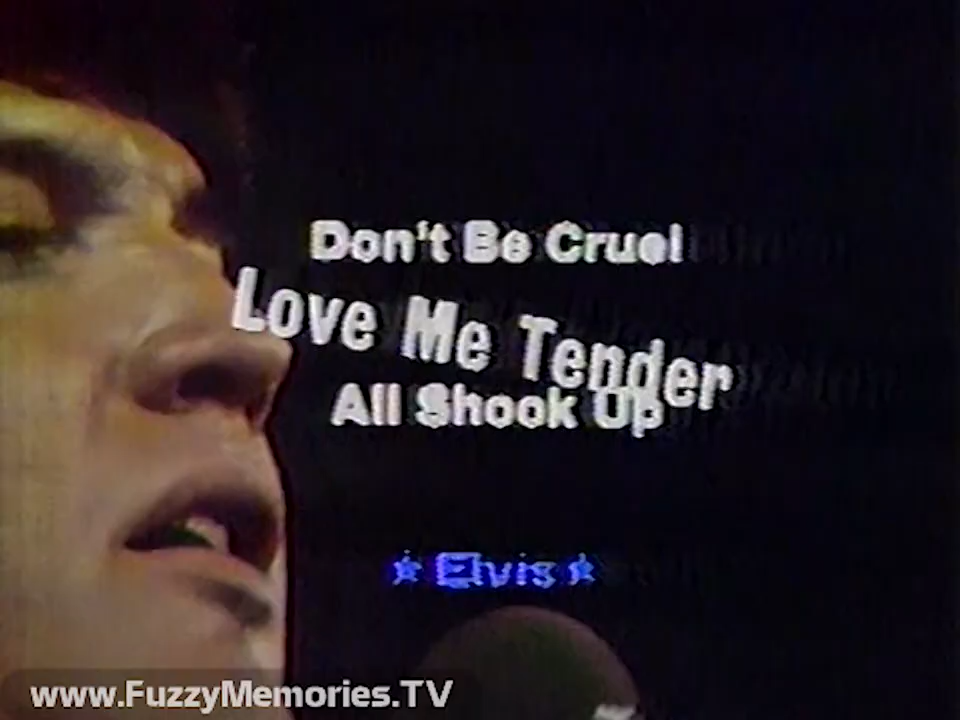 Don't Be Cruel
Love Me Tender
All Shook Up
★ Elvis ★
www.FuzzyMemories.TV